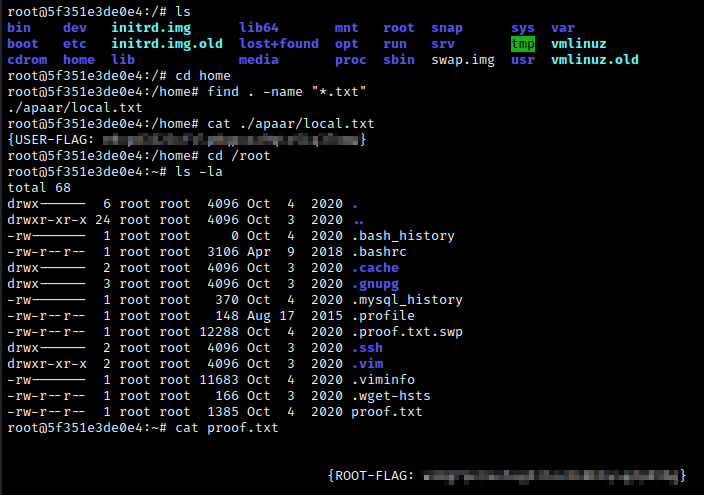 root@5f351e3de0e4:/# ls
bin dev initrd.img lib64 mnt root snap sys var
boot etc initrd.img.old lost+found opt run srv tmp vmlinuz
cdrom home lib media proc sbin swap.img usr vmlinuz.old
root@5f351e3de0e4:/# cd home
root@5f351e3de0e4:/home# find . -name "*.txt"
./apaar/local.txt
root@5f351e3de0e4:/home# cat ./apaar/local.txt
{USER-FLAG: }
root@5f351e3de0e4:/home# cd /root
root@5f351e3de0e4:~# ls -la
total 68
drwx------ 6 root root 4096 Oct 4 2020 .
drwxr-xr-x 24 root root 4096 Oct 3 2020 ..
-rw------- 1 root root 0 Oct 4 2020 .bash_history
-rw-r--r-- 1 root root 3106 Apr 9 2018 .bashrc
drwx------ 2 root root 4096 Oct 3 2020 .cache
drwx------ 3 root root 4096 Oct 3 2020 .gnupg
-rw------- 1 root root 370 Oct 4 2020 .mysql_history
-rw-r--r-- 1 root root 148 Aug 17 2015 .profile
-rw-r--r-- 1 root root 12288 Oct 4 2020 .proof.txt.swp
drwx------ 2 root root 4096 Oct 3 2020 .ssh
drwxr-xr-x 2 root root 4096 Oct 3 2020 .vim
-rw------- 1 root root 11683 Oct 4 2020 .viminfo
-rw-r--r-- 1 root root 166 Oct 3 2020 .wget-hsts
-rw-r--r-- 1 root root 1385 Oct 4 2020 proof.txt
root@5f351e3de0e4:~# cat proof.txt
{ROOT-FLAG: }